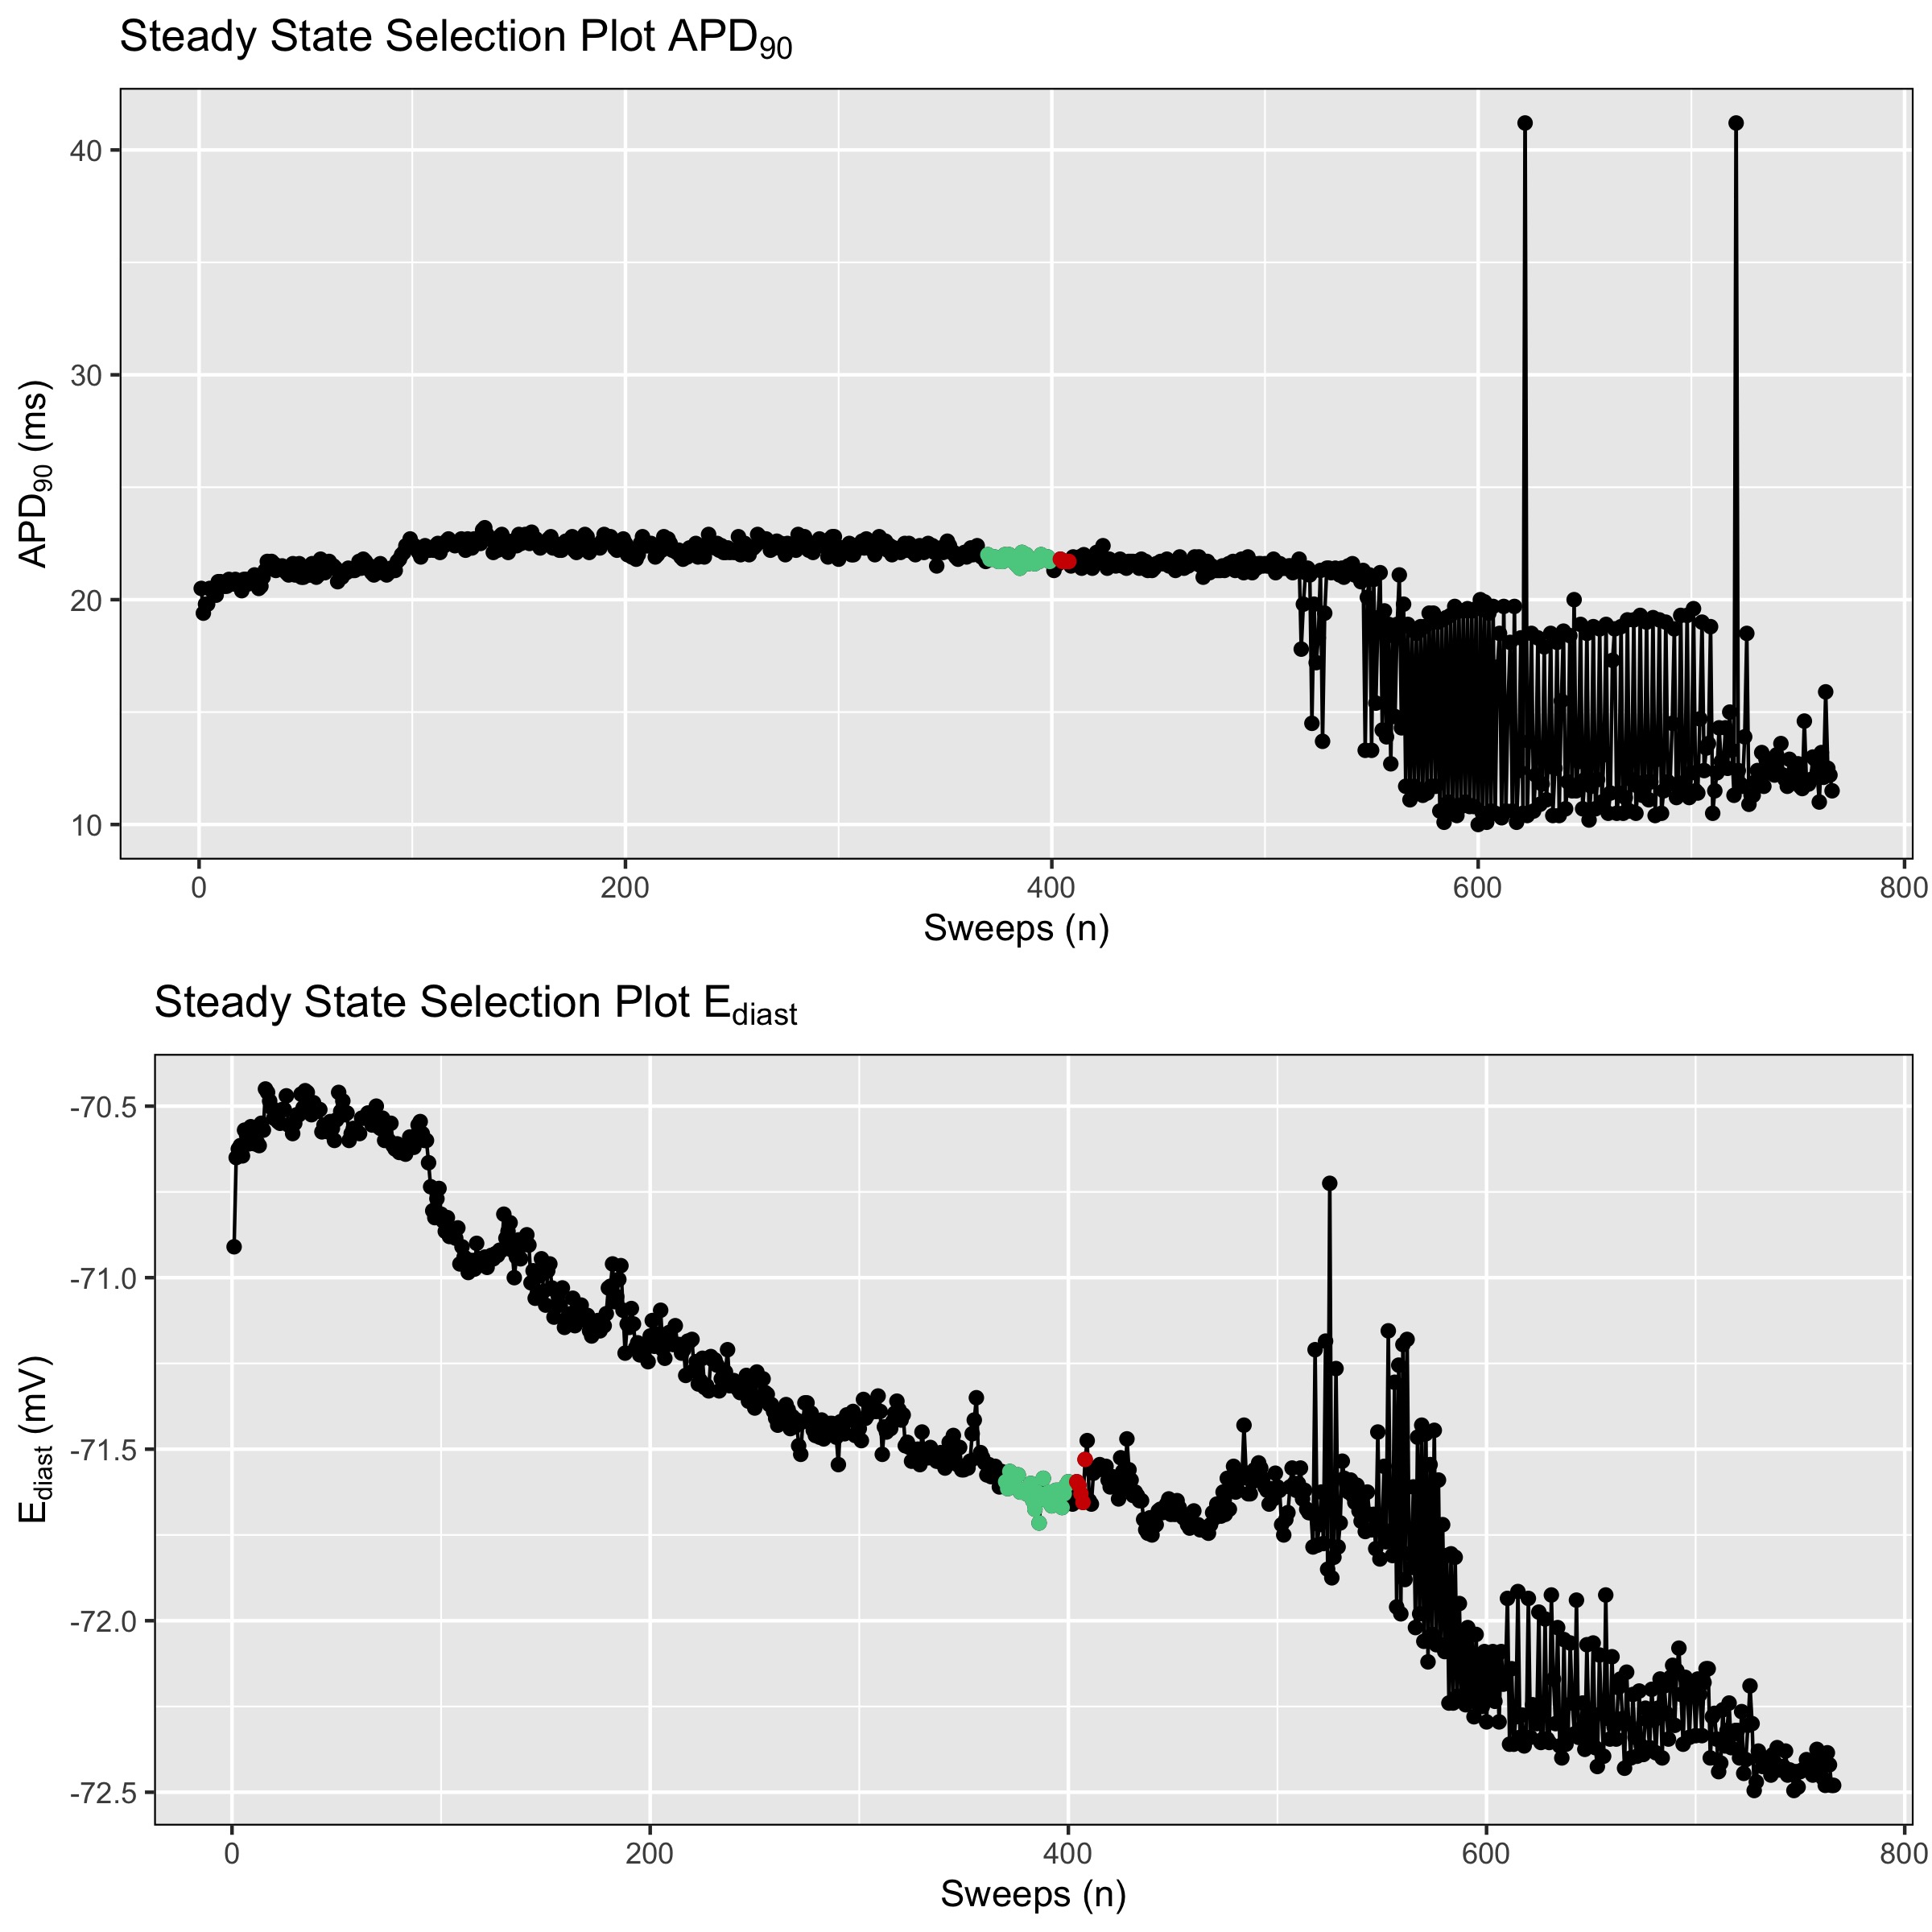 Steady State Selection Plot APD90
40
30
20
10
APD90 (ms)
0 200 400 600 800
Sweeps (n)
Steady State Selection Plot Ediast
-70.5
-71.0
-71.5
-72.0
-72.5
Ediast (mV)
0 200 400 600 800
Sweeps (n)